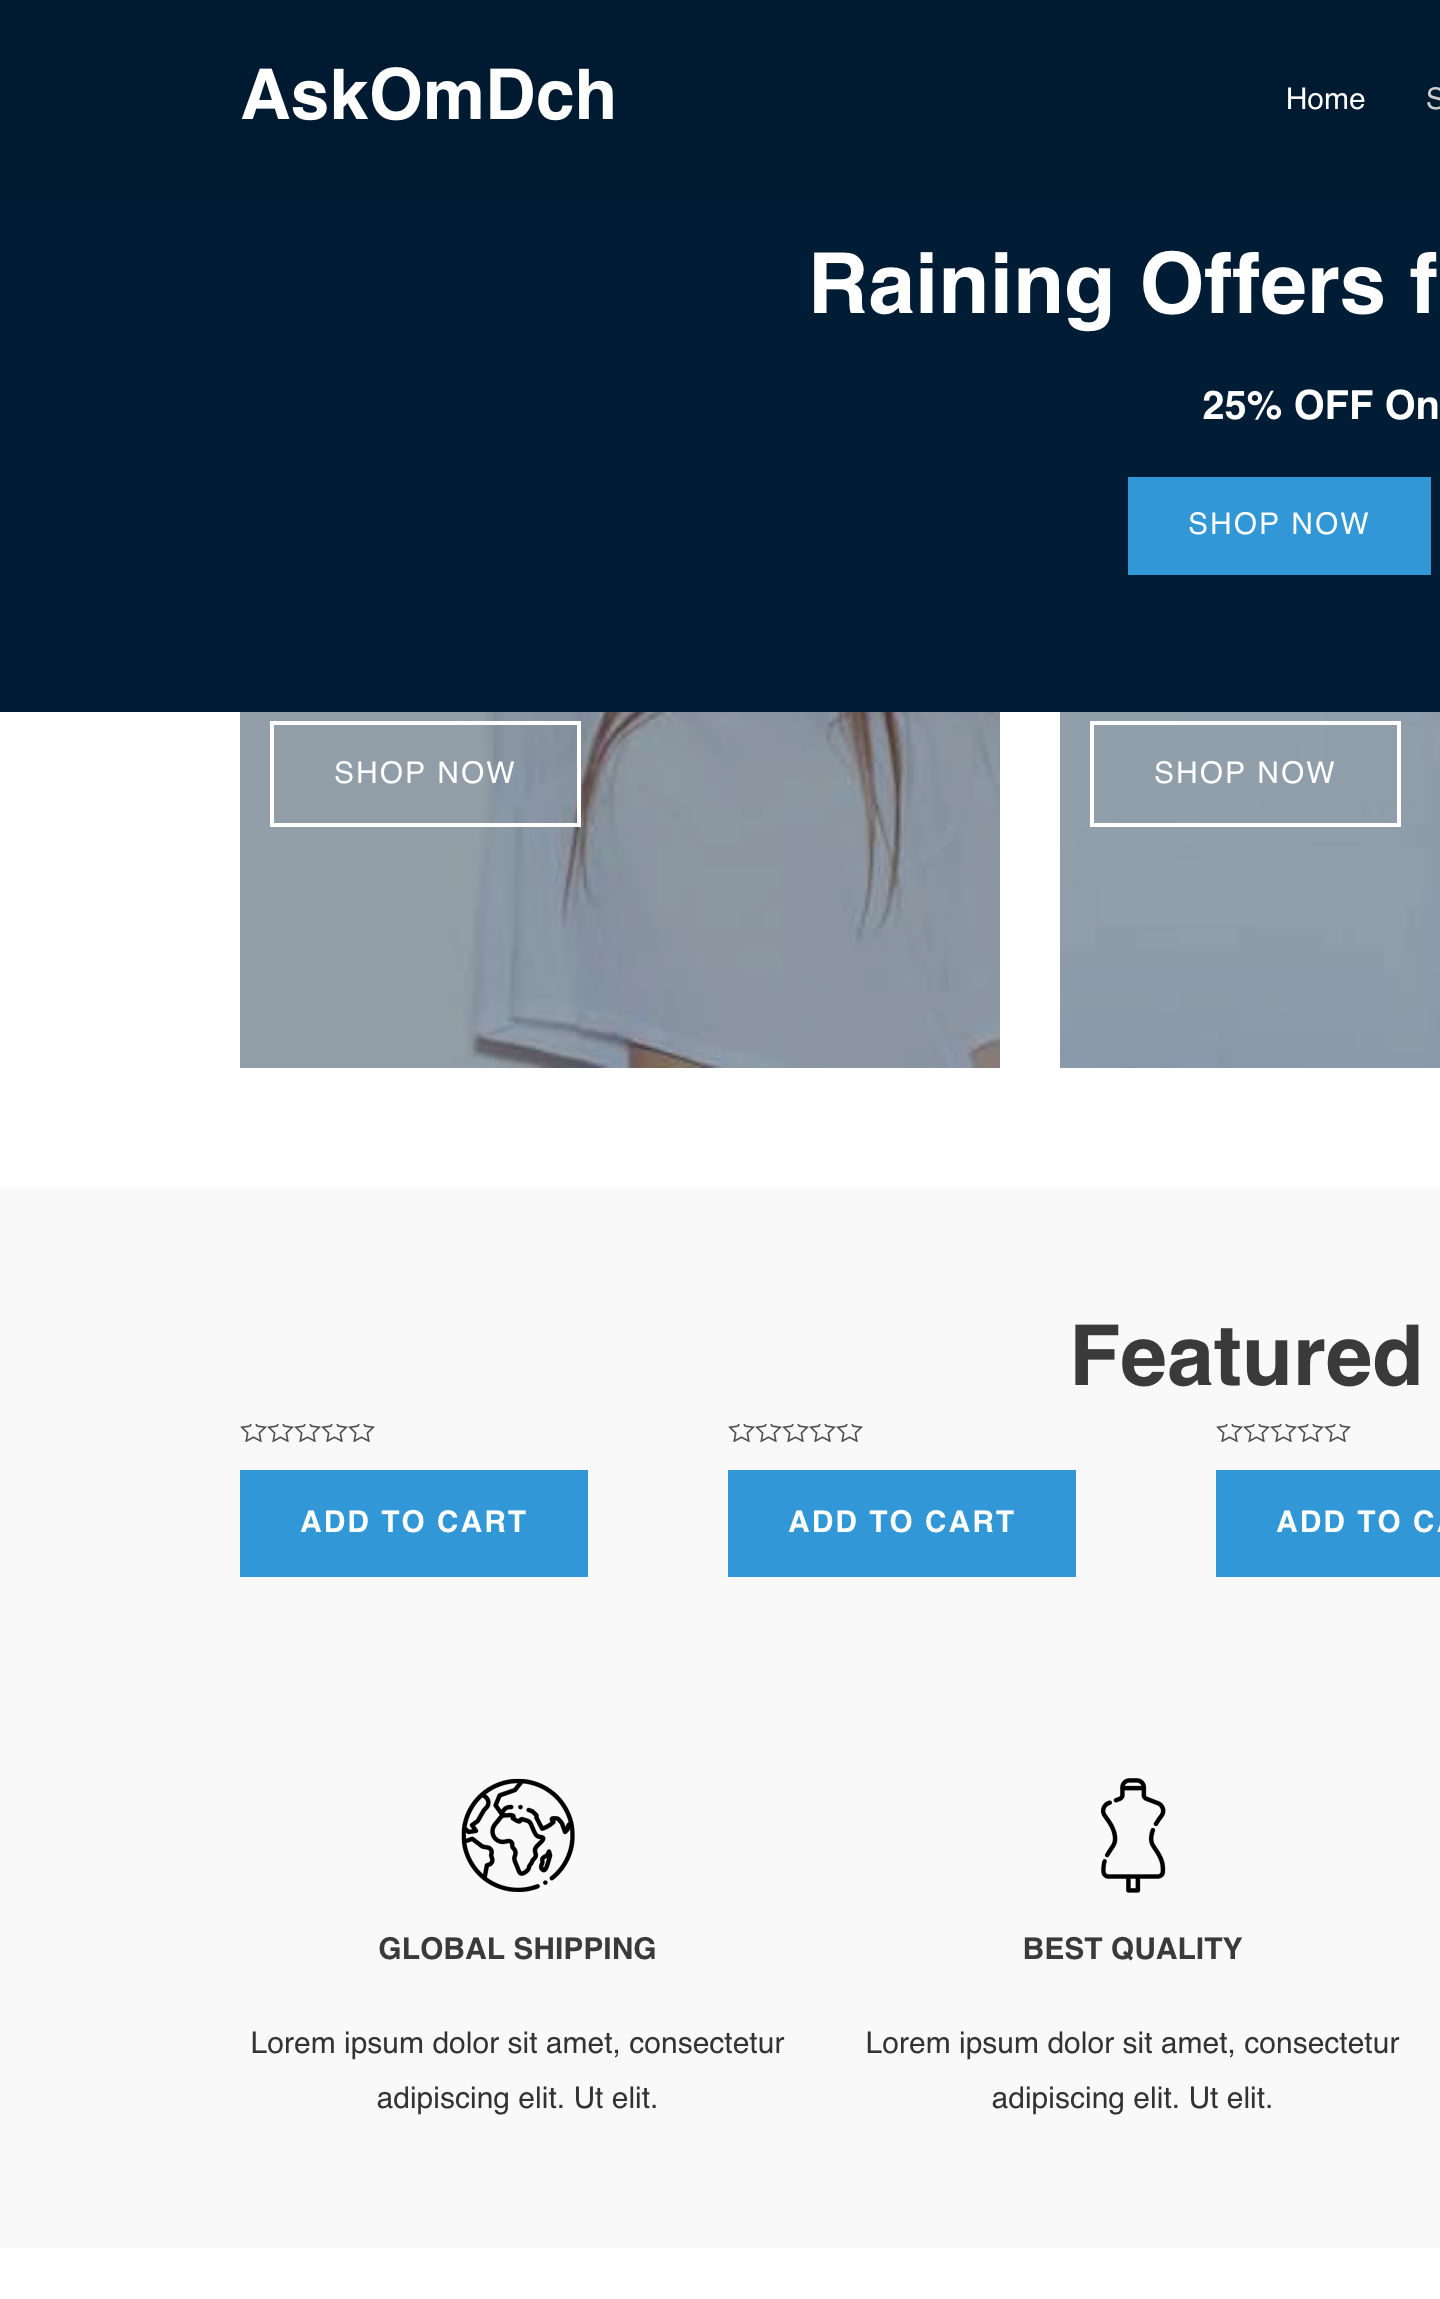 AskOmDch
Home
Raining Offers f
25% OFF On
SHOP NOW
SHOP NOW
SHOP NOW
Featured
ADD TO CART
ADD TO CART
ADD TO CA
GLOBAL SHIPPING
BEST QUALITY
Lorem ipsum dolor sit amet, consectetur
adipiscing elit. Ut elit.
Lorem ipsum dolor sit amet, consectetur
adipiscing elit. Ut elit.